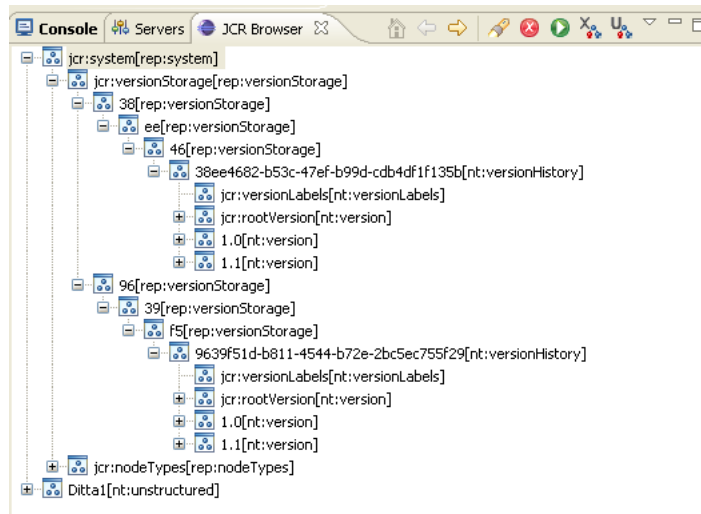 Console Servers JCR Browser
jcr:system[rep:system]
jcr:versionStorage[rep:versionStorage]
38[rep:versionStorage]
ee[rep:versionStorage]
46[rep:versionStorage]
38ee4682-b53c-47ef-b99d-cdb4df1f135b[nt:versionHistory]
jcr:versionLabels[nt:versionLabels]
jcr:rootVersion[nt:version]
1.0[nt:version]
1.1[nt:version]
96[rep:versionStorage]
39[rep:versionStorage]
f5[rep:versionStorage]
9639f51d-b811-4544-b72e-2bc5ec755f29[nt:versionHistory]
jcr:versionLabels[nt:versionLabels]
jcr:rootVersion[nt:version]
1.0[nt:version]
1.1[nt:version]
jcr:nodeTypes[rep:nodeTypes]
Ditta1[nt:unstructured]